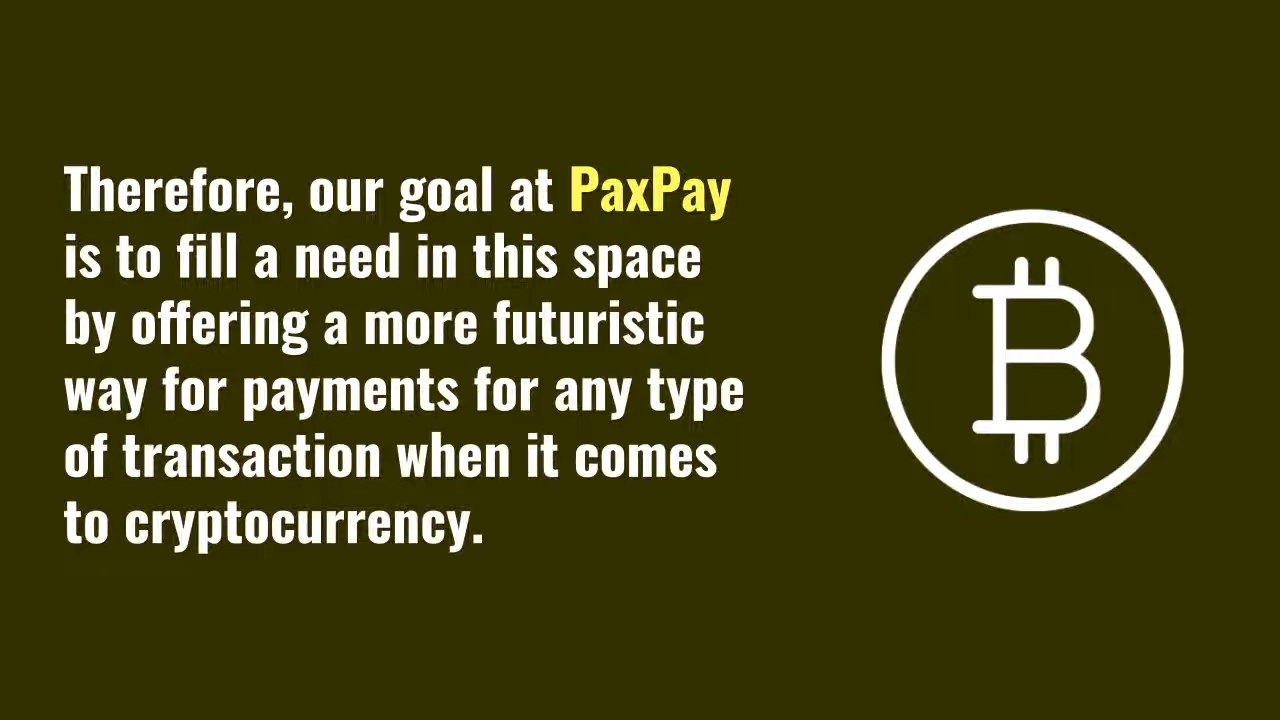 Therefore, our goal at PaxPay
is to fill a need in this space
by offering a more futuristic
way for payments for any type
of transaction when it comes
to cryptocurrency.